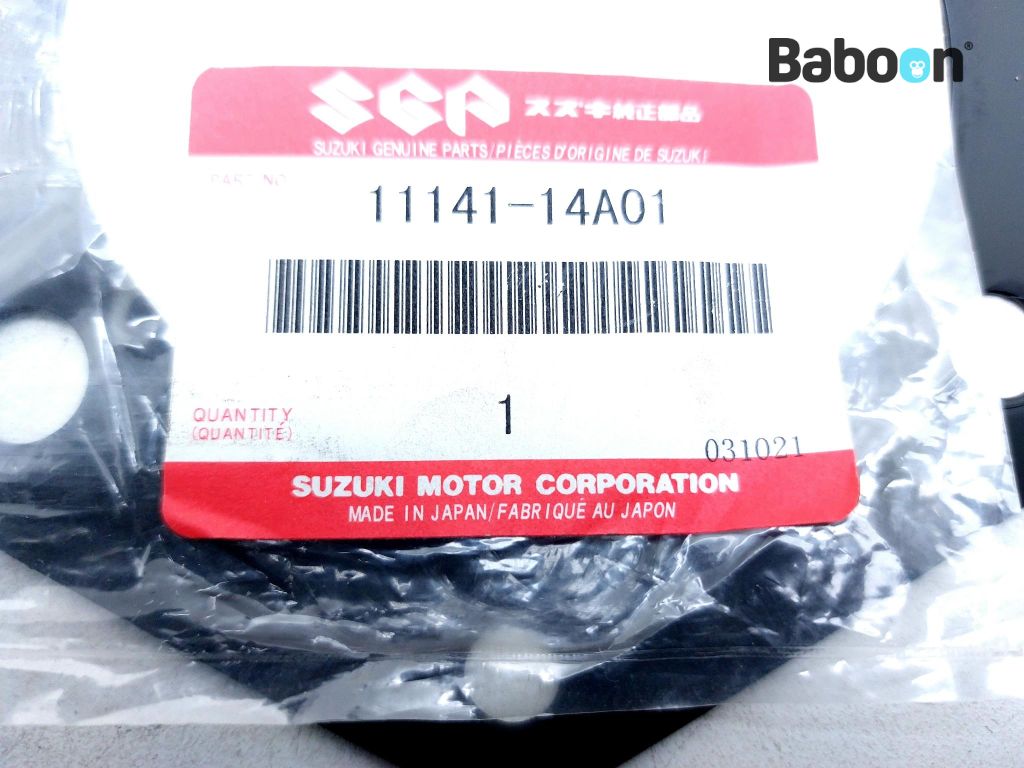 Baboon®
SGP スズキ純正部品
SUZUKI GENUINE PARTS/PIÈCES D'ORIGINE DE SUZUKI
PART NO.
11141-14A01
QUANTITY
(QUANTITÉ)
1
031021
SUZUKI MOTOR CORPORATION
MADE IN JAPAN/FABRIQUÉ AU JAPON